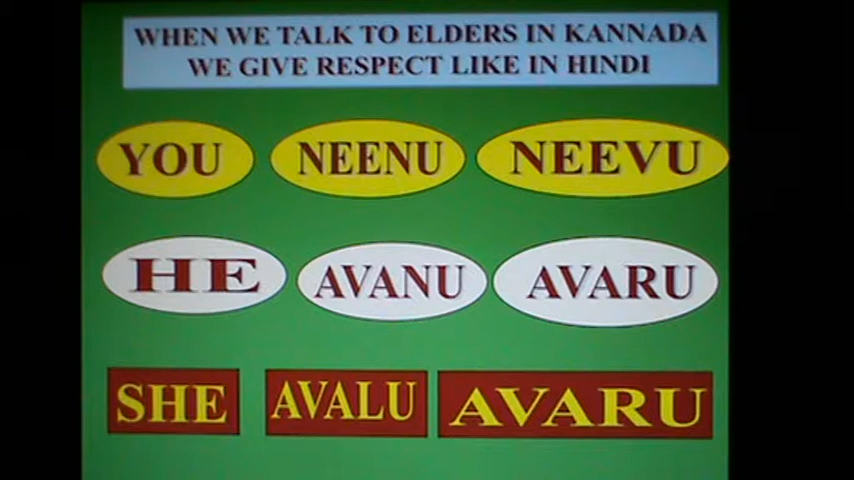 WHEN WE TALK TO ELDERS IN KANNADA
WE GIVE RESPECT LIKE IN HINDI
YOU NEENU NEEVU
HE AVANU AVARU
SHE AVALU AVARU